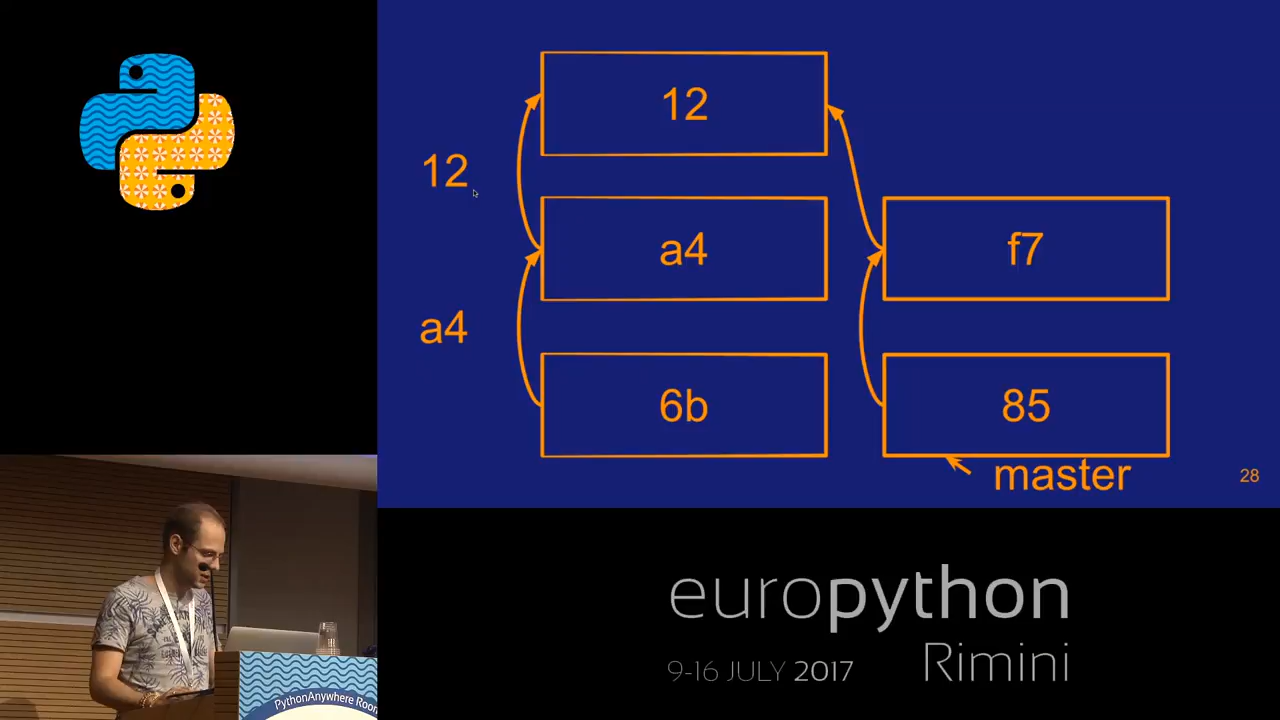 12
12
a4
f7
a4
6b
85
master
28
europython
Rimini
9-16 JULY 2017
PythonAnywhere Room